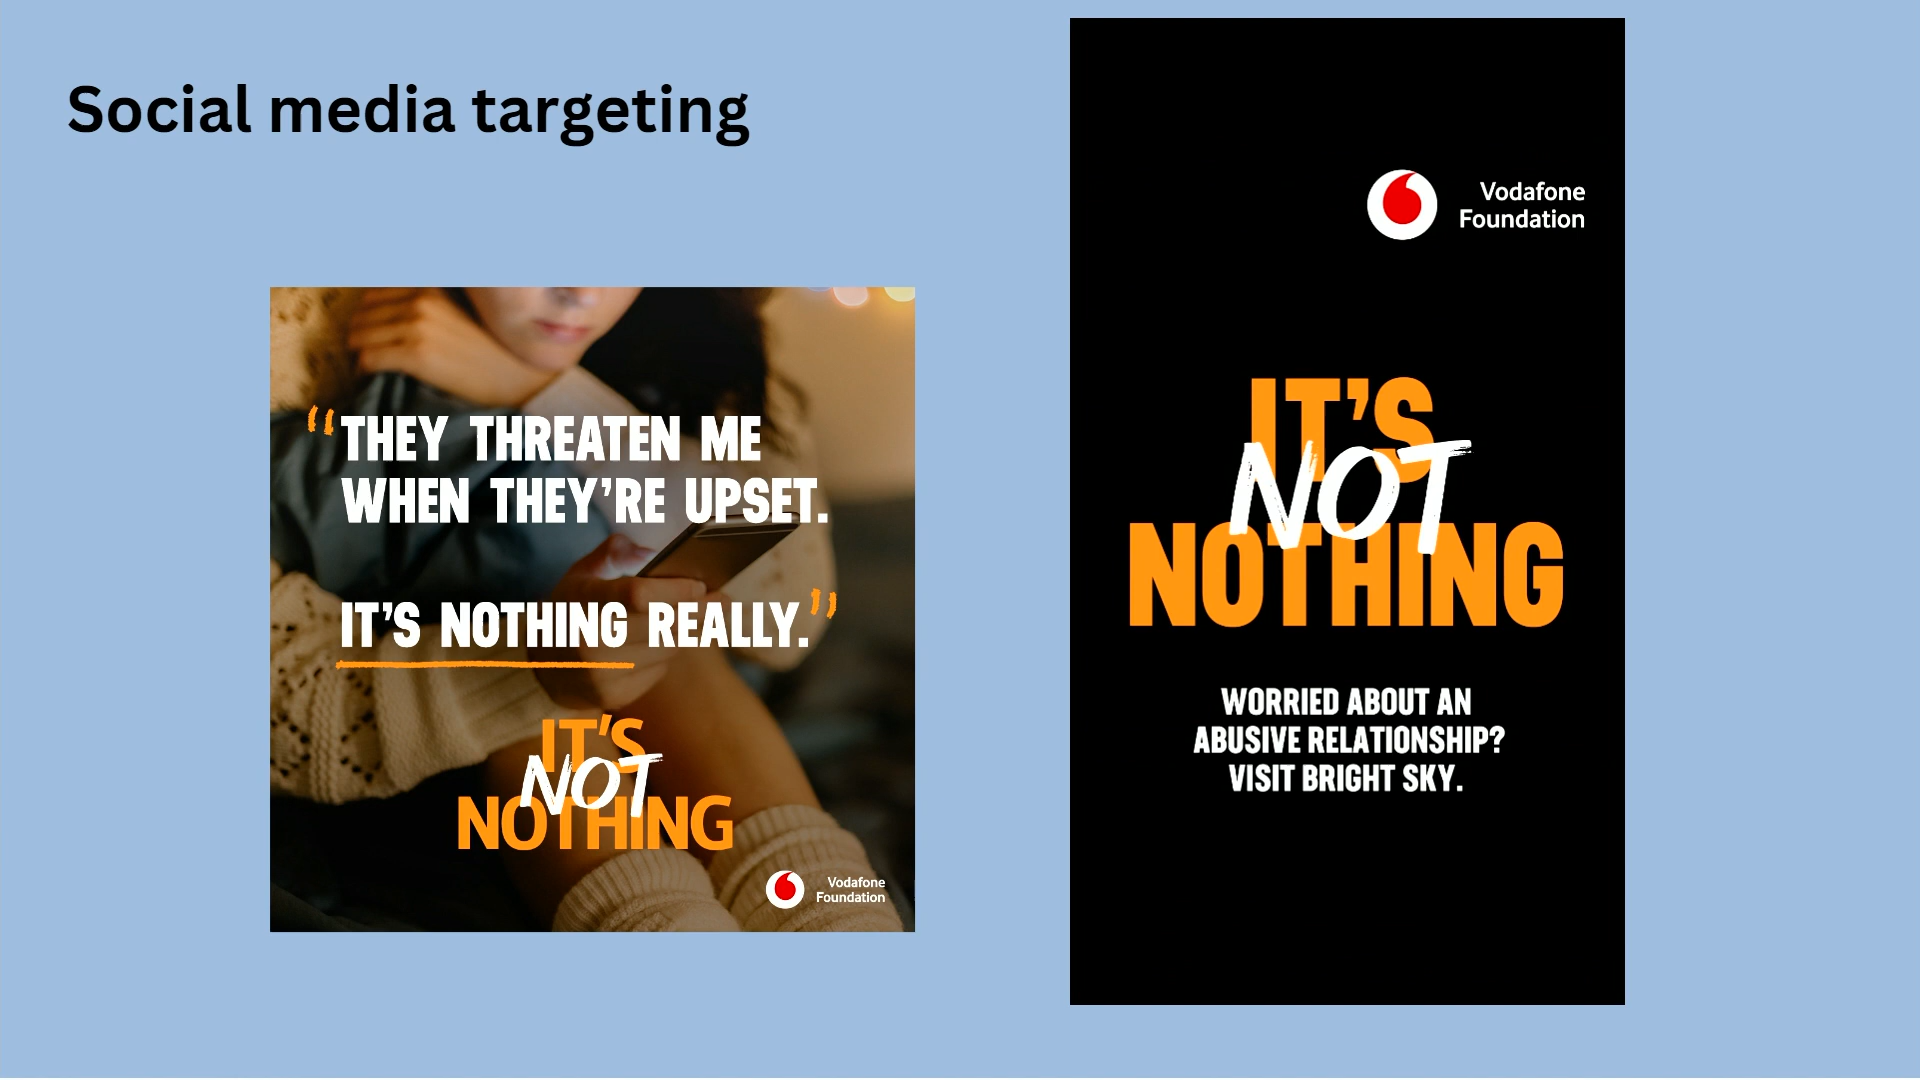 Social media targeting
“THEY THREATEN ME
WHEN THEY’RE UPSET.
IT’S NOTHING REALLY.”
IT’S
NOT
NOTHING
Vodafone
Foundation
Vodafone
Foundation
IT’S
NOT
NOTHING
WORRIED ABOUT AN
ABUSIVE RELATIONSHIP?
VISIT BRIGHT SKY.